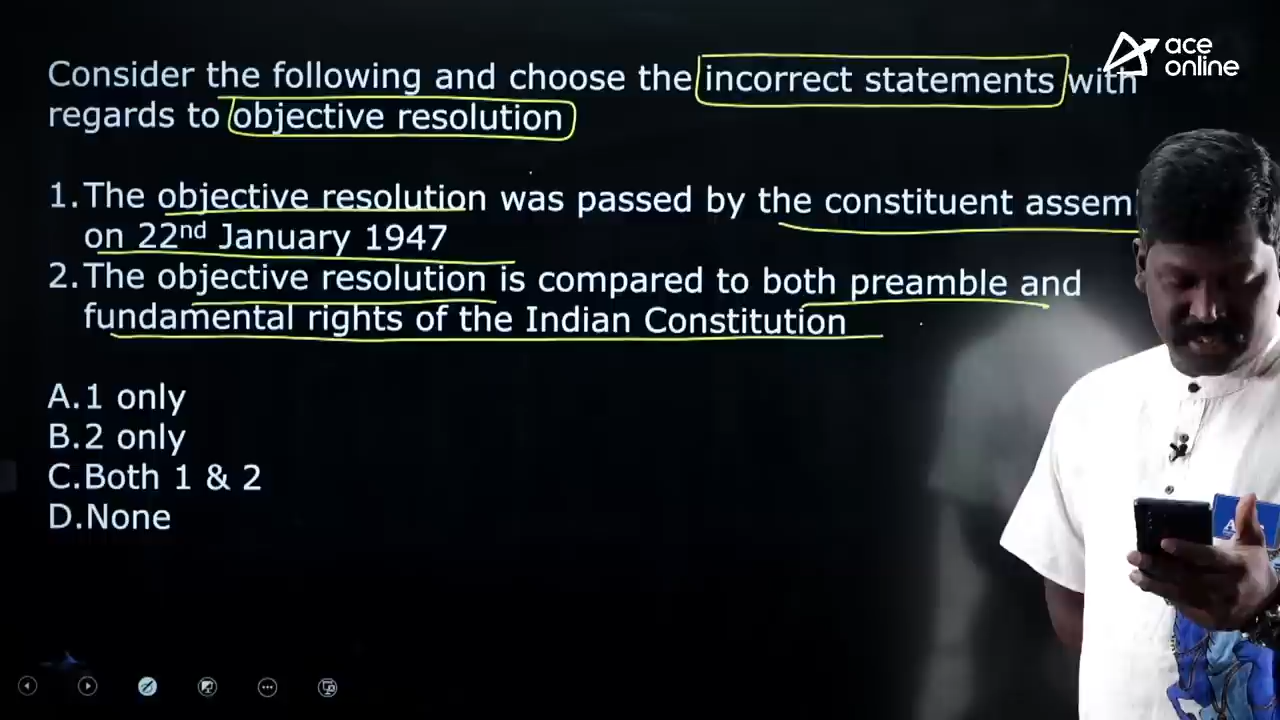 ace
online
Consider the following and choose the incorrect statements with
regards to objective resolution
1.The objective resolution was passed by the constituent assem
on 22nd January 1947
2.The objective resolution is compared to both preamble and
fundamental rights of the Indian Constitution
A.1 only
B.2 only
C.Both 1 & 2
D.None